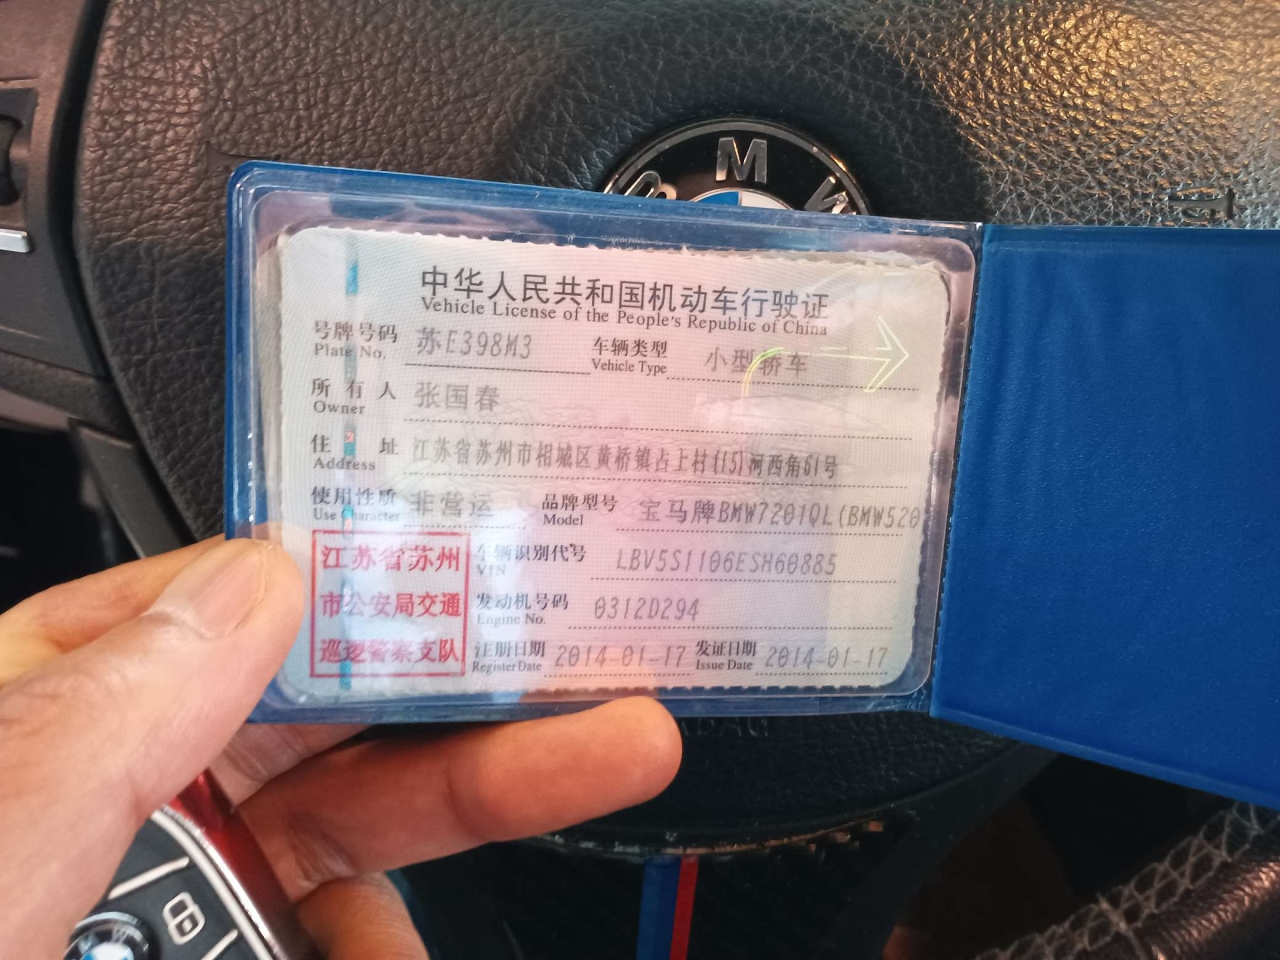 BMW
中华人民共和国机动车行驶证
Vehicle License of the People's Republic of China
号牌号码 苏E398M3 车辆类型 小型轿车
Plate No. Vehicle Type
所有人 张国春
Owner
住址 江苏省苏州市相城区黄桥镇占上村(15)河西角61号
Address
使用性质 非营运 品牌型号 宝马牌BMW7201QL(BMW520
Use Character Model
江苏省苏州 车辆识别代号 LBV5S1106ESH60885
VIN
市公安局交通 发动机号码 0312D294
Engine No.
巡逻警察支队 注册日期 2014-01-17 发证日期 2014-01-17
Register Date Issue Date